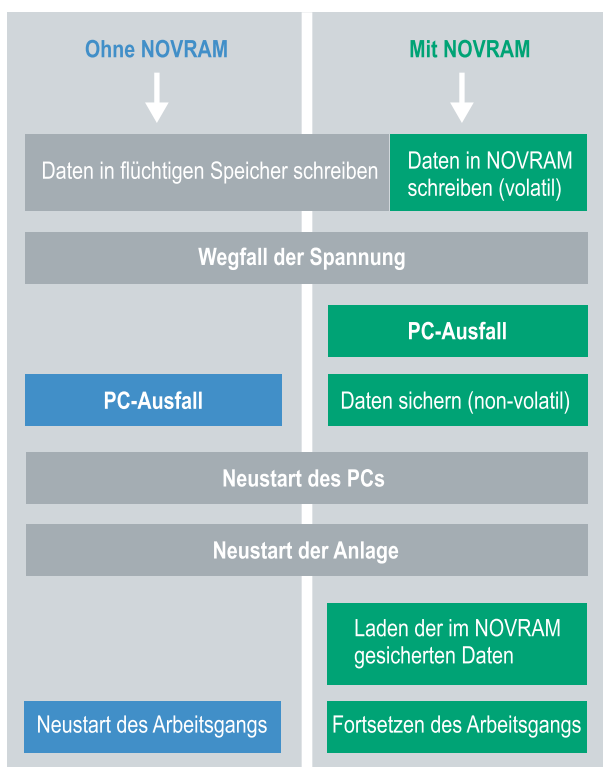 Ohne NOVRAM
Mit NOVRAM
Daten in flüchtigen Speicher schreiben
Daten in NOVRAM
schreiben (volatil)
Wegfall der Spannung
PC-Ausfall
PC-Ausfall
Daten sichern (non-volatil)
Neustart des PCs
Neustart der Anlage
Laden der im NOVRAM
gesicherten Daten
Neustart des Arbeitsgangs
Fortsetzen des Arbeitsgangs